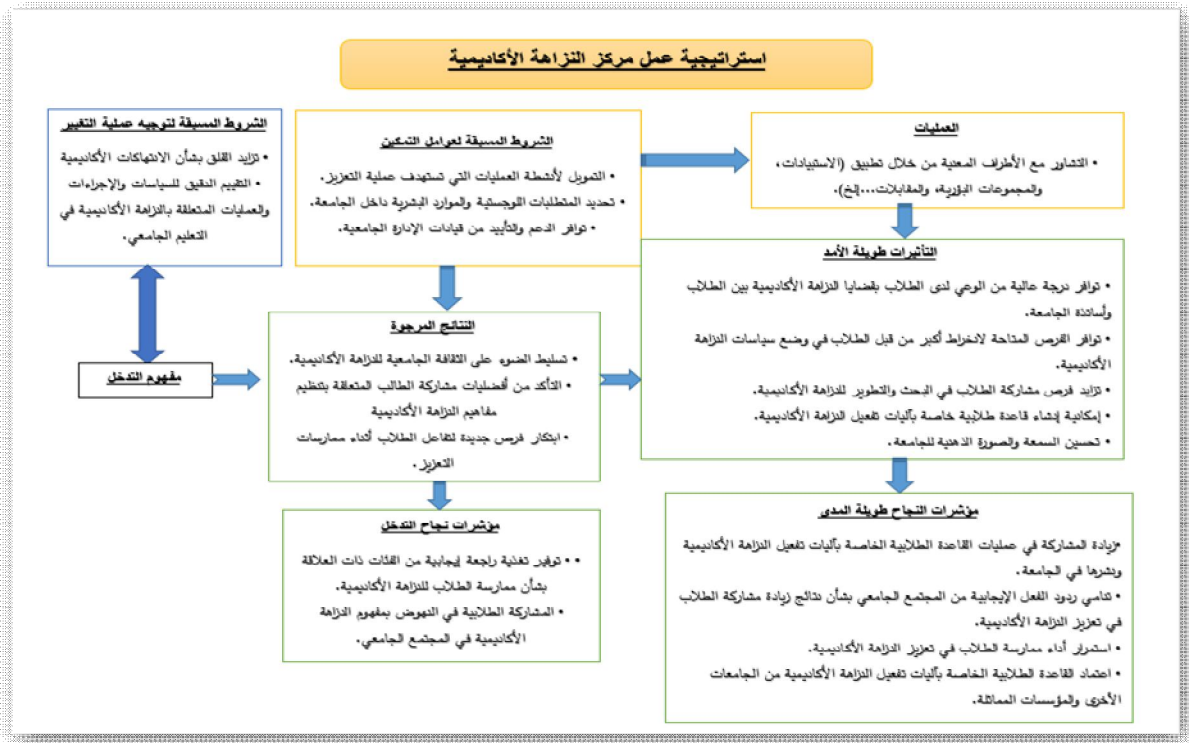 استراتيجية عمل مركز النزاهة الأكاديمية
الشروط المسبقة لتوجيه عملية التغيير
• تزايد القلق بشأن الانتهاكات الأكاديمية
• التقييم الدقيق للسياسات والإجراءات
والعمليات المتعلقة بالنزاهة الأكاديمية في
التعليم الجامعي.
الشروط المسبقة لعوامل التمكين
• التمويل لأنشطة العمليات التي تستهدف عملية التعزيز.
• تحديد المتطلبات اللوجستية والموارد البشرية داخل الجامعة.
• توافر الدعم والتأييد من قيادات الإدارة الجامعية.
العمليات
• التشاور مع الأطراف المعنية من خلال تطبيق (الاستبيانات،
والمجموعات البؤرية، والمقابلات...إلخ).
مفهوم التدخل
النتائج المرجوة
• تسليط الضوء على الثقافة الجامعية للنزاهة الأكاديمية.
• التأكد من أفضليات مشاركة الطالب المتعلقة بتنظيم
مفاهيم النزاهة الأكاديمية
• ابتكار فرص جديدة لتفاعل الطلاب أثناء ممارسات
التعزيز.
التأثيرات طويلة الأمد
• توافر درجة عالية من الوعي لدى الطلاب بقضايا النزاهة الأكاديمية بين الطلاب
وأساتذة الجامعة.
• توافر الفرص المتاحة لانخراط أكبر من قبل الطلاب في وضع سياسات النزاهة
الأكاديمية.
• تزايد فرص مشاركة الطلاب في البحث والتطوير للنزاهة الأكاديمية.
• إمكانية إنشاء قاعدة طلابية خاصة بآليات تفعيل النزاهة الأكاديمية.
• تحسين السمعة والصورة الذهنية للجامعة.
مؤشرات نجاح التدخل
• • توفير تغذية راجعة إيجابية من الفئات ذات العلاقة
بشأن ممارسة الطلاب للنزاهة الأكاديمية.
• المشاركة الطلابية في النهوض بمفهوم النزاهة
الأكاديمية في المجتمع الجامعي.
مؤشرات النجاح طويلة المدى
•زيادة المشاركة في عمليات القاعدة الطلابية الخاصة بآليات تفعيل النزاهة الأكاديمية
ونشرها في الجامعة.
• تنامي ردود الفعل الإيجابية من المجتمع الجامعي بشأن نتائج زيادة مشاركة الطلاب
في تعزيز النزاهة الأكاديمية.
• استمرار أداء ممارسة الطلاب في تعزيز النزاهة الأكاديمية.
• اعتماد القاعدة الطلابية الخاصة بآليات تفعيل النزاهة الأكاديمية من الجامعات
الأخرى والمؤسسات المماثلة.